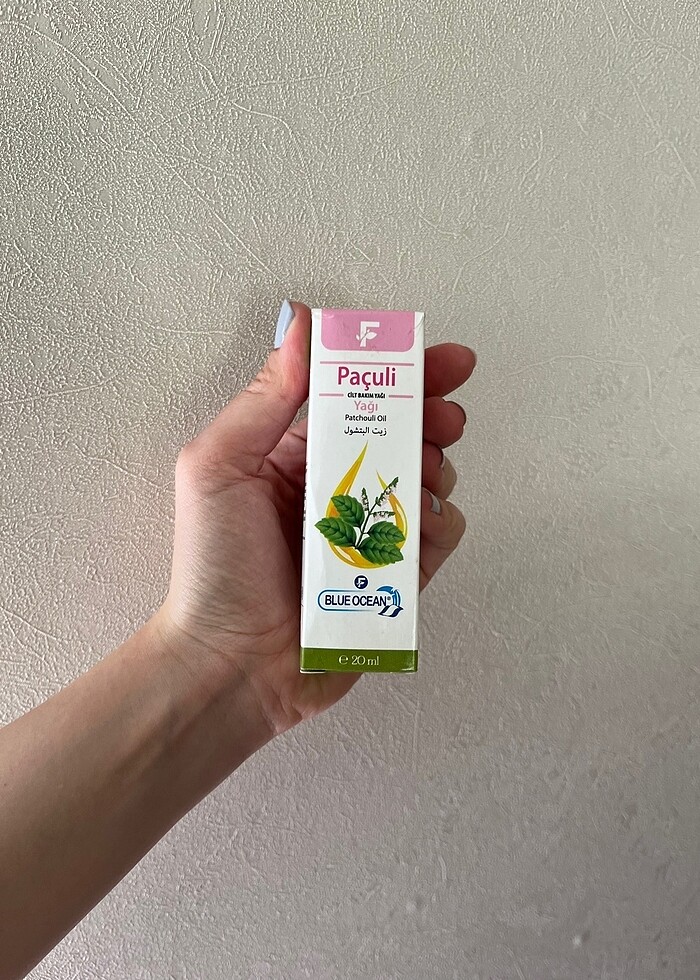 F
Paçuli
CİLT BAKIM YAĞI
Yağı
Patchouli Oil
زيت البتشول
F
BLUE OCEAN®
℮ 20 ml